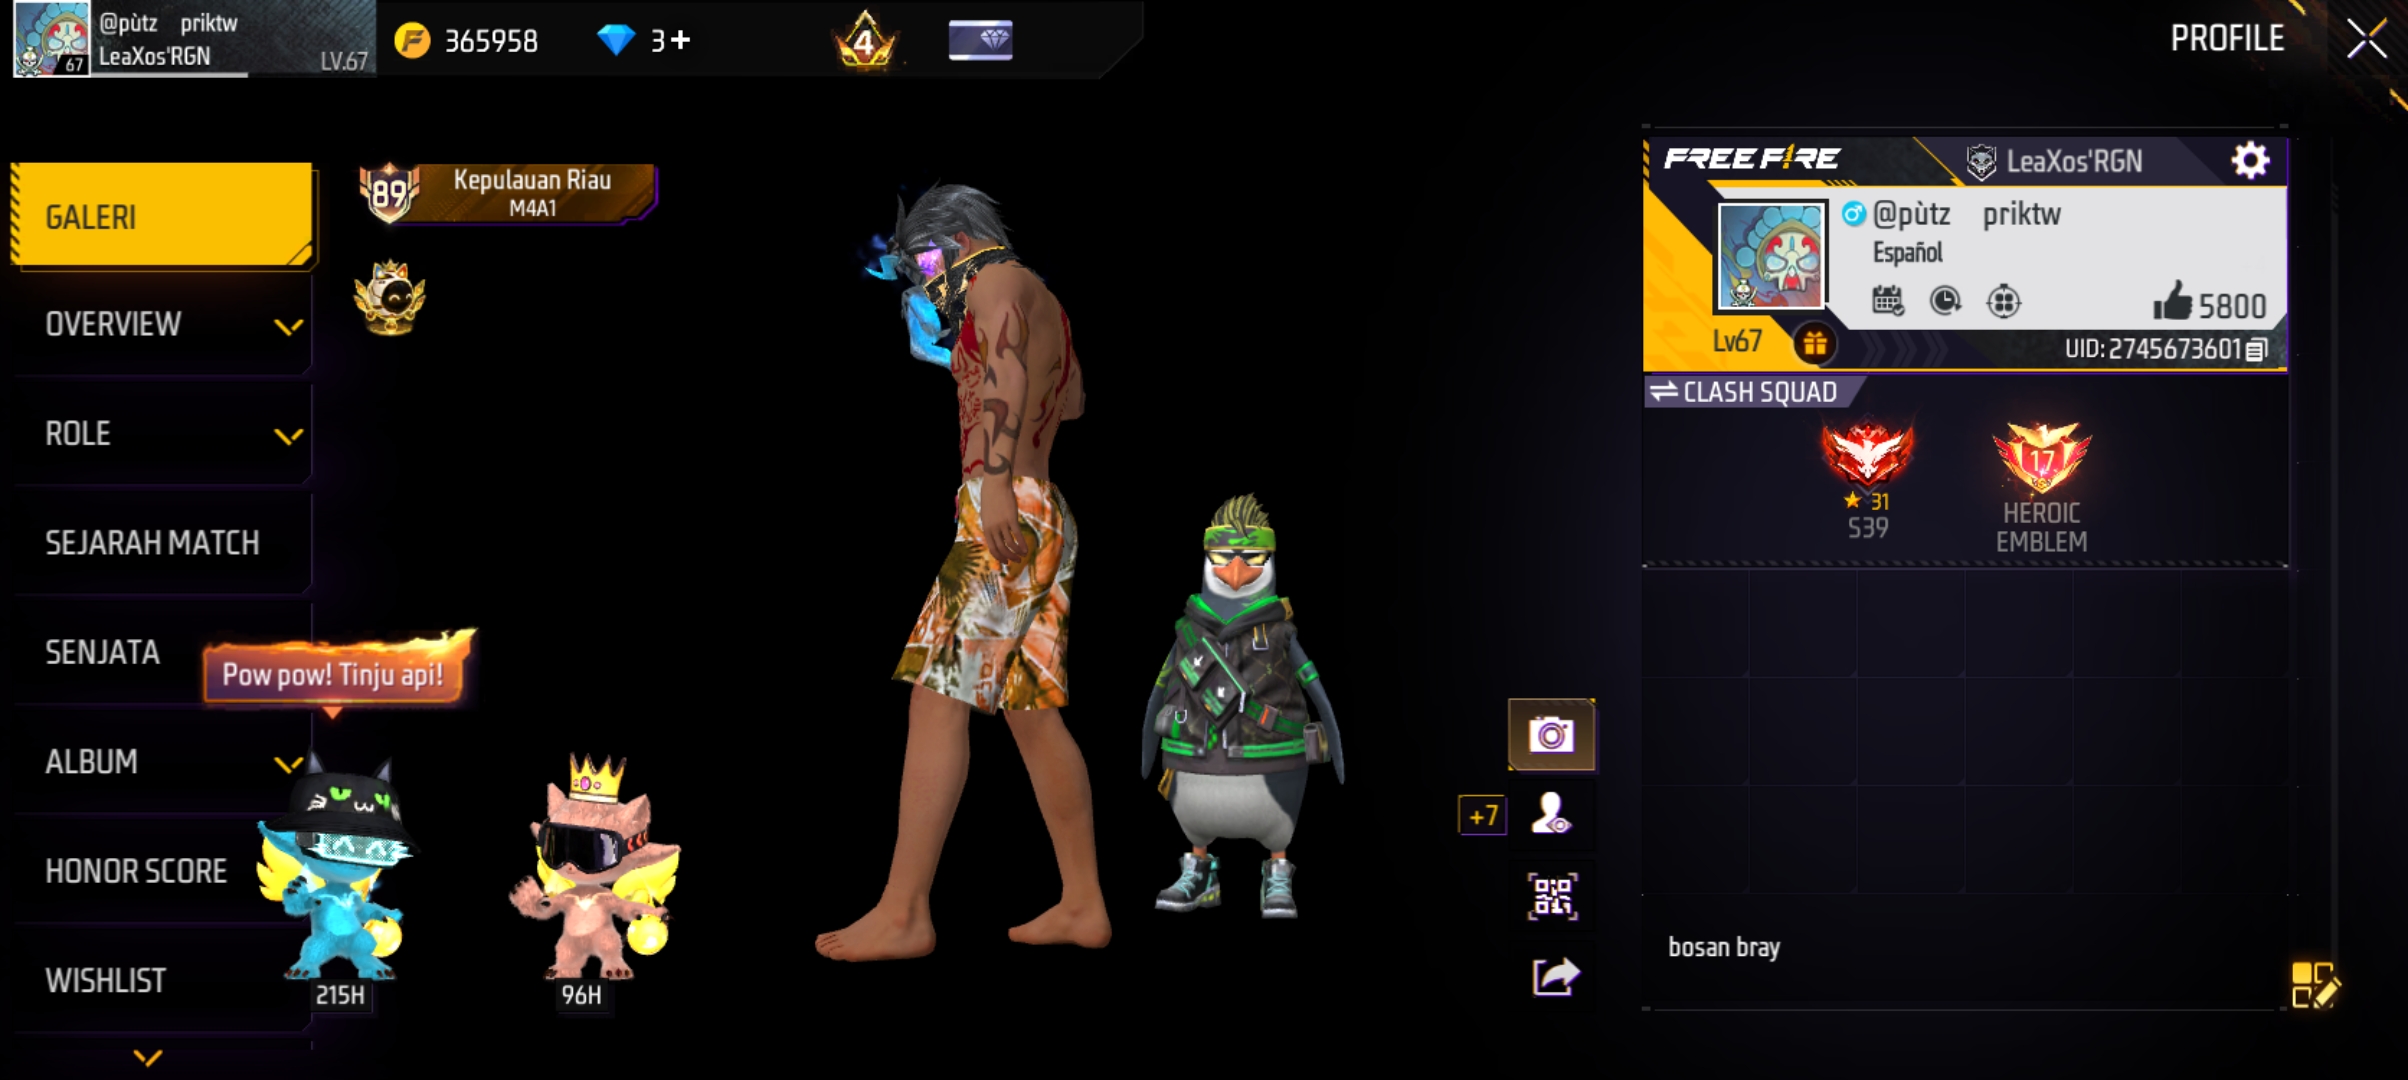 @pùtz priktw
LeaXos'RGN
67
LV.67
365958
3+
4
PROFILE
GALERI
OVERVIEW
ROLE
SEJARAH MATCH
SENJATA
ALBUM
HONOR SCORE
WISHLIST
89
Kepulauan Riau
M4A1
Pow pow! Tinju api!
215H
96H
+7
FREE FIRE
LeaXos'RGN
@pùtz priktw
Español
5800
Lv67
UID: 2745673601
CLASH SQUAD
31
S39
17
HEROIC
EMBLEM
bosan bray